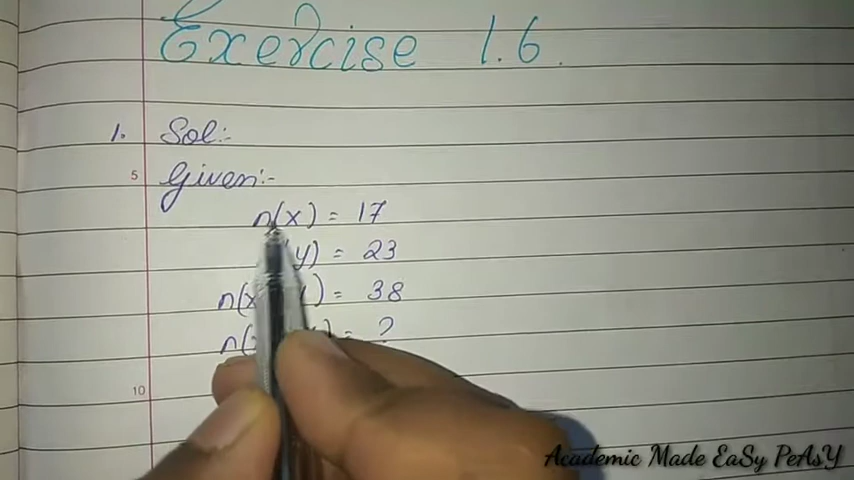 Exercise 1.6.
1. Sol:-
5 Given:-
n(x) = 17
y) = 23
n(x ) = 38
n( ) = ?
10
Academic Made EaSy PeAsY